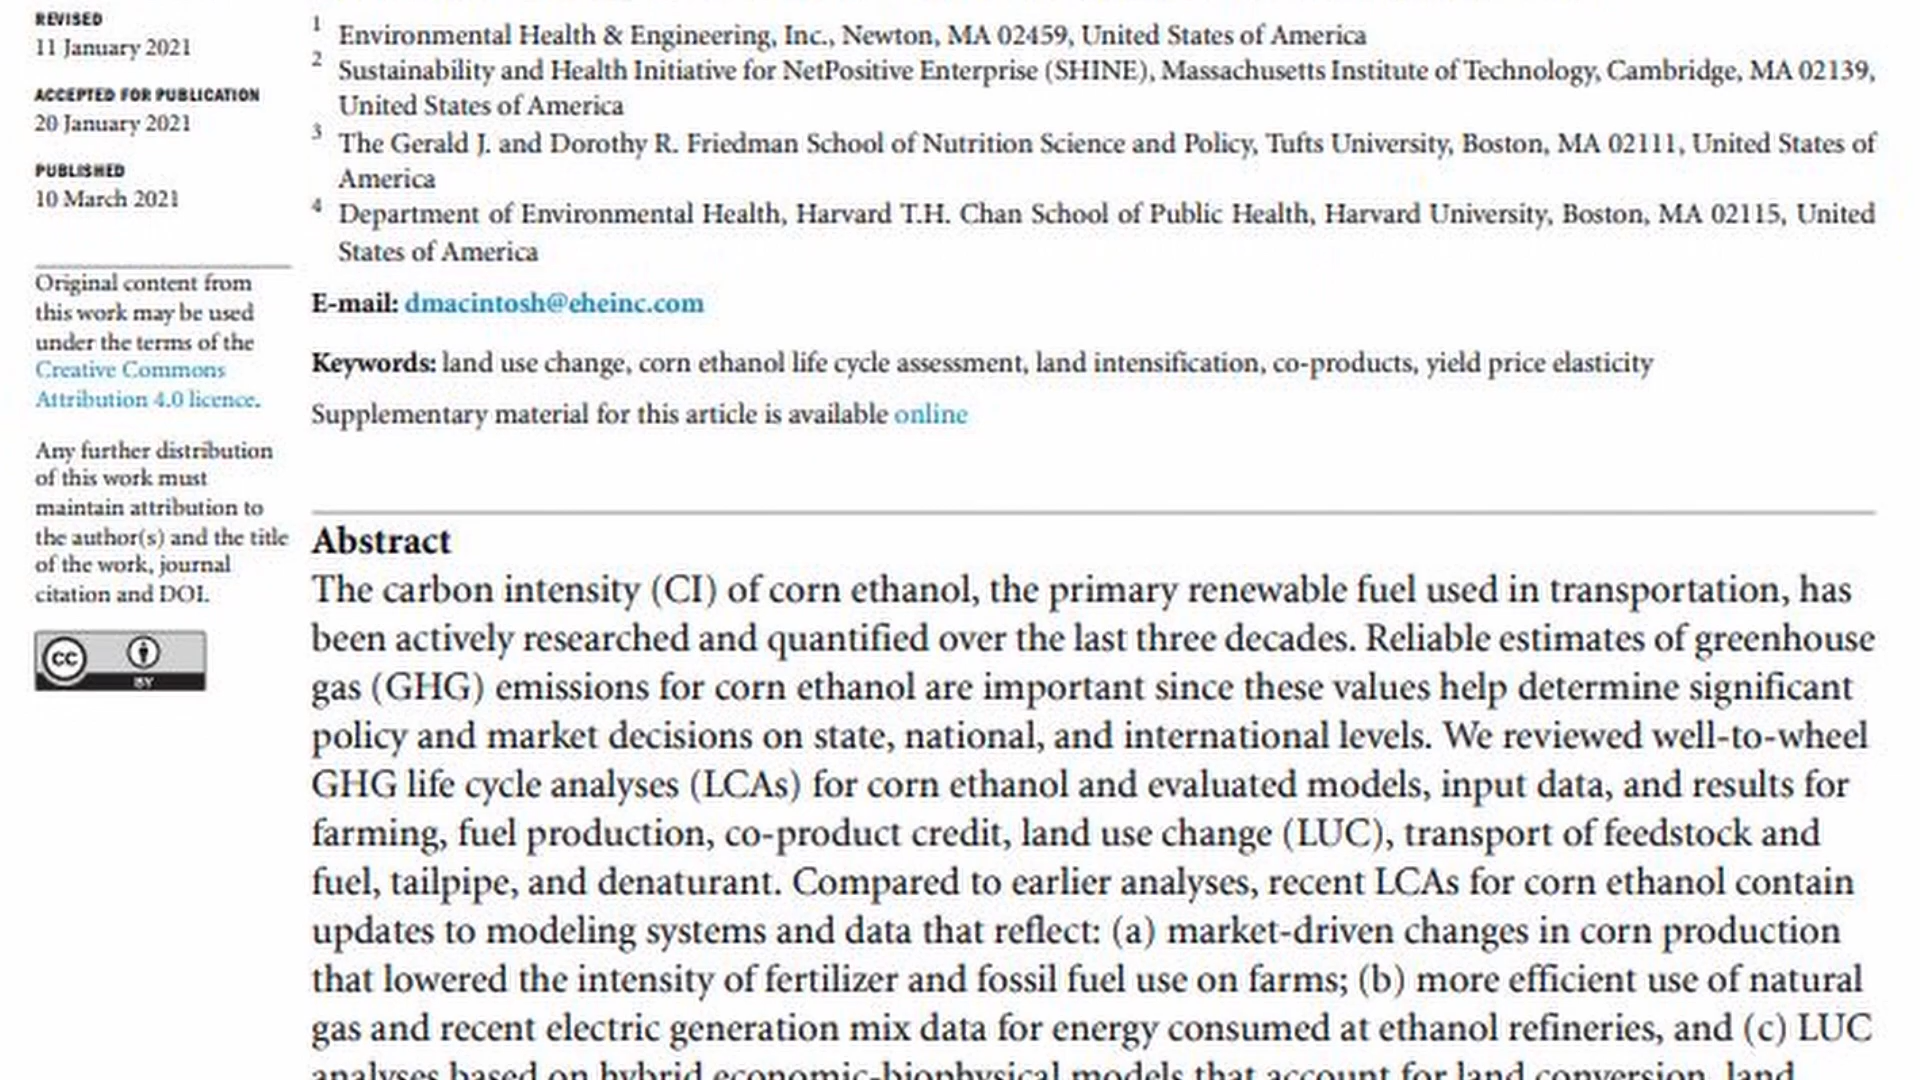 REVISED
11 January 2021
ACCEPTED FOR PUBLICATION
20 January 2021
PUBLISHED
10 March 2021
Original content from
this work may be used
under the terms of the
Creative Commons
Attribution 4.0 licence.
Any further distribution
of this work must
maintain attribution to
the author(s) and the title
of the work, journal
citation and DOI.
cc
BY
1 Environmental Health & Engineering, Inc., Newton, MA 02459, United States of America
2 Sustainability and Health Initiative for NetPositive Enterprise (SHINE), Massachusetts Institute of Technology, Cambridge, MA 02139,
United States of America
3 The Gerald J. and Dorothy R. Friedman School of Nutrition Science and Policy, Tufts University, Boston, MA 02111, United States of
America
4 Department of Environmental Health, Harvard T.H. Chan School of Public Health, Harvard University, Boston, MA 02115, United
States of America
E-mail: dmacintosh@eheinc.com
Keywords: land use change, corn ethanol life cycle assessment, land intensification, co-products, yield price elasticity
Supplementary material for this article is available online
Abstract
The carbon intensity (CI) of corn ethanol, the primary renewable fuel used in transportation, has
been actively researched and quantified over the last three decades. Reliable estimates of greenhouse
gas (GHG) emissions for corn ethanol are important since these values help determine significant
policy and market decisions on state, national, and international levels. We reviewed well-to-wheel
GHG life cycle analyses (LCAs) for corn ethanol and evaluated models, input data, and results for
farming, fuel production, co-product credit, land use change (LUC), transport of feedstock and
fuel, tailpipe, and denaturant. Compared to earlier analyses, recent LCAs for corn ethanol contain
updates to modeling systems and data that reflect: (a) market-driven changes in corn production
that lowered the intensity of fertilizer and fossil fuel use on farms; (b) more efficient use of natural
gas and recent electric generation mix data for energy consumed at ethanol refineries, and (c) LUC
analyses based on hybrid economic-biophysical models that account for land conversion, land